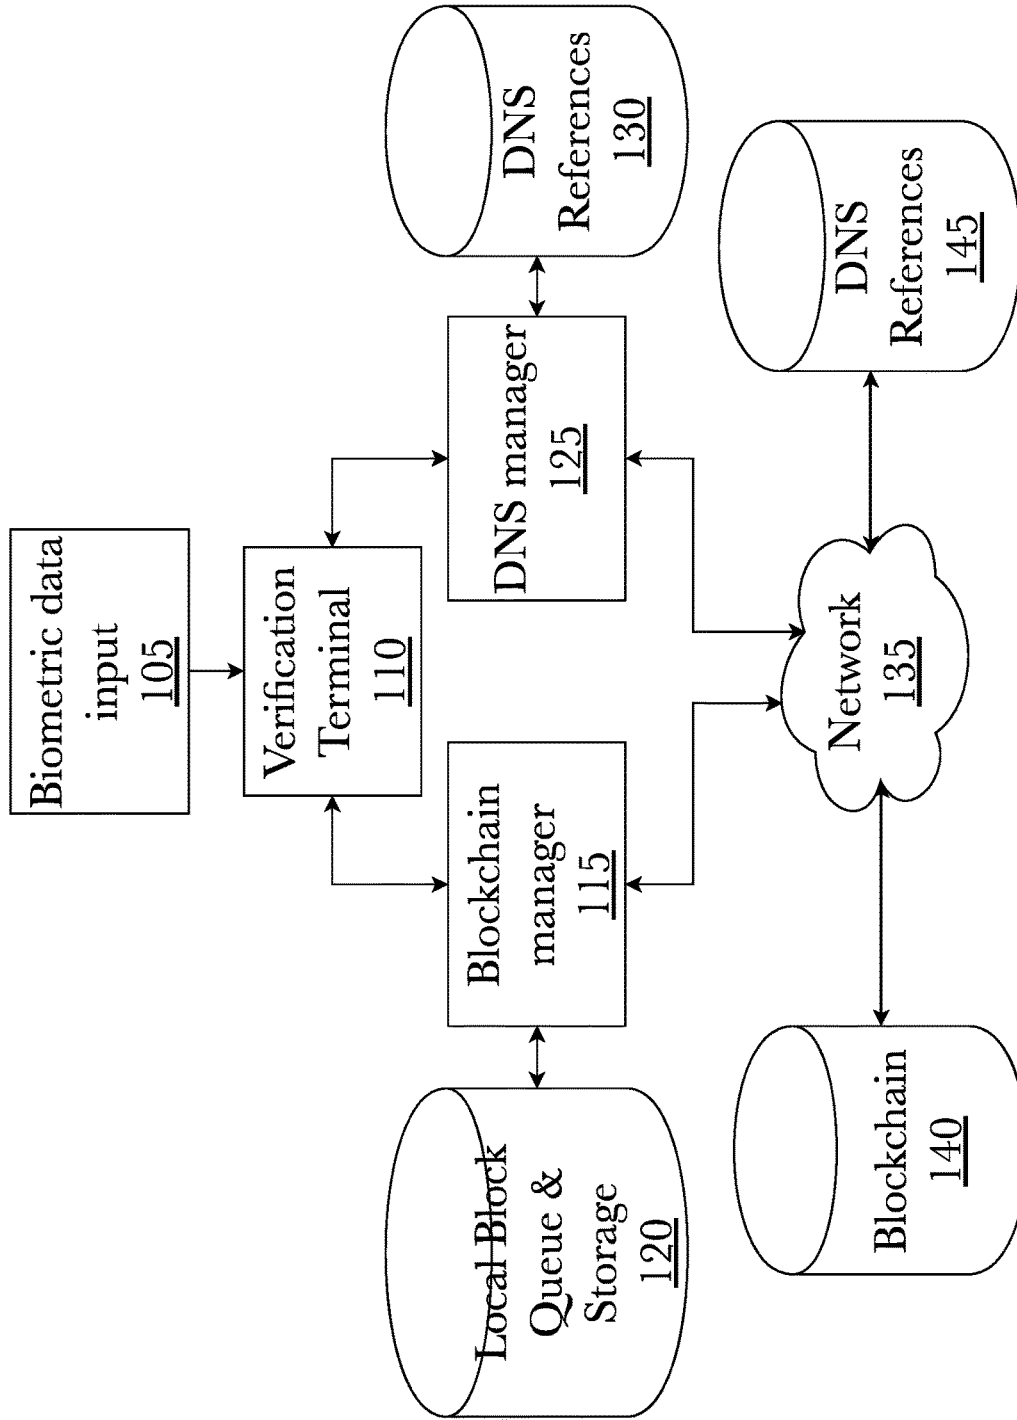 Biometric data
input
105
Verification
Terminal
110
Blockchain
manager
115
DNS manager
125
Local Block
Queue &
Storage
120
DNS
References
130
Network
135
Blockchain
140
DNS
References
145